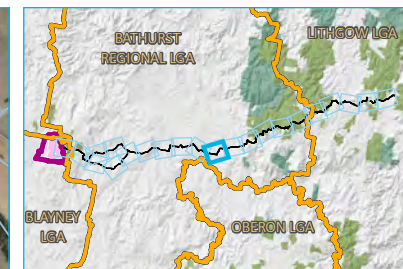 BATHURST
REGIONAL LGA
LITHGOW LGA
BLAYNEY
LGA
OBERON LGA